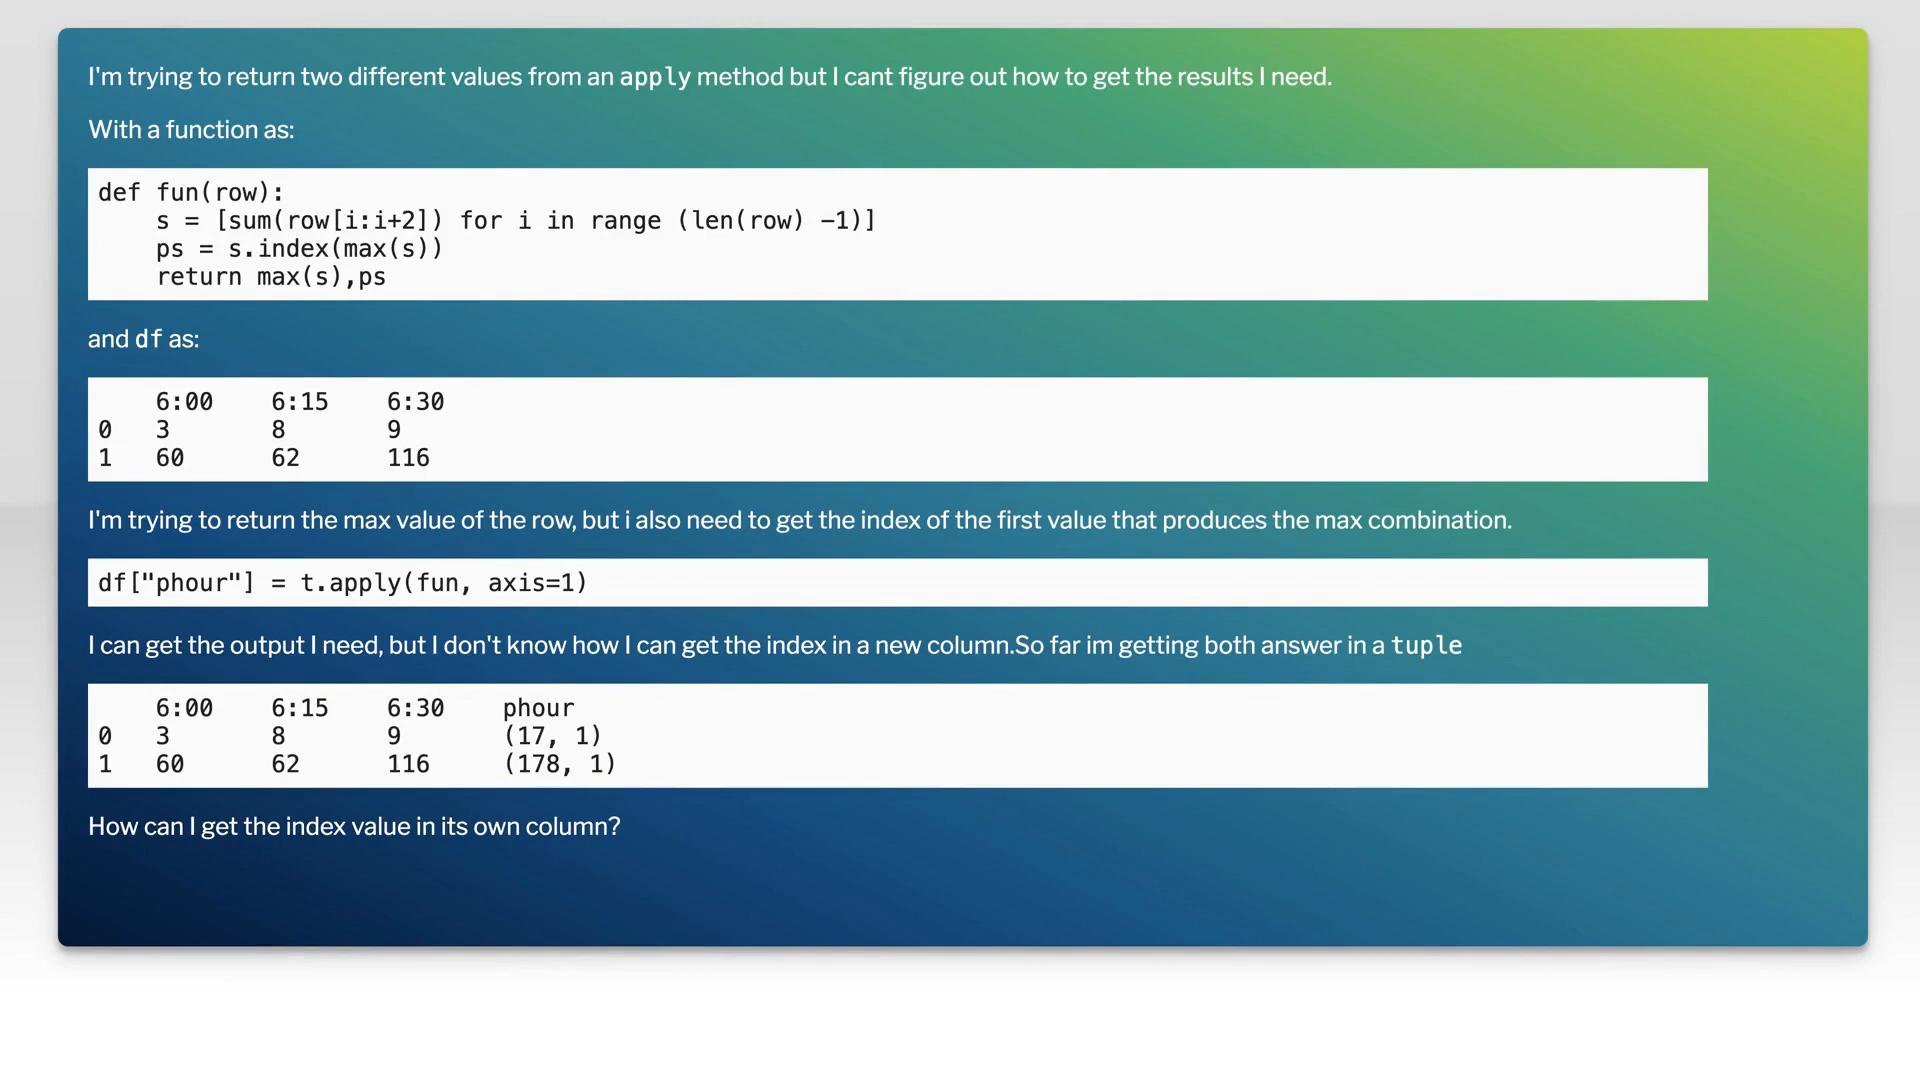 I'm trying to return two different values from an apply method but I cant figure out how to get the results I need.
With a function as:
def fun(row):
    s = [sum(row[i:i+2]) for i in range (len(row) -1)]
    ps = s.index(max(s))
    return max(s),ps
and df as:
    6:00    6:15    6:30
0   3       8       9
1   60      62      116
I'm trying to return the max value of the row, but i also need to get the index of the first value that produces the max combination.
df["phour"] = t.apply(fun, axis=1)
I can get the output I need, but I don't know how I can get the index in a new column.So far im getting both answer in a tuple
    6:00    6:15    6:30    phour
0   3       8       9       (17, 1)
1   60      62      116     (178, 1)
How can I get the index value in its own column?